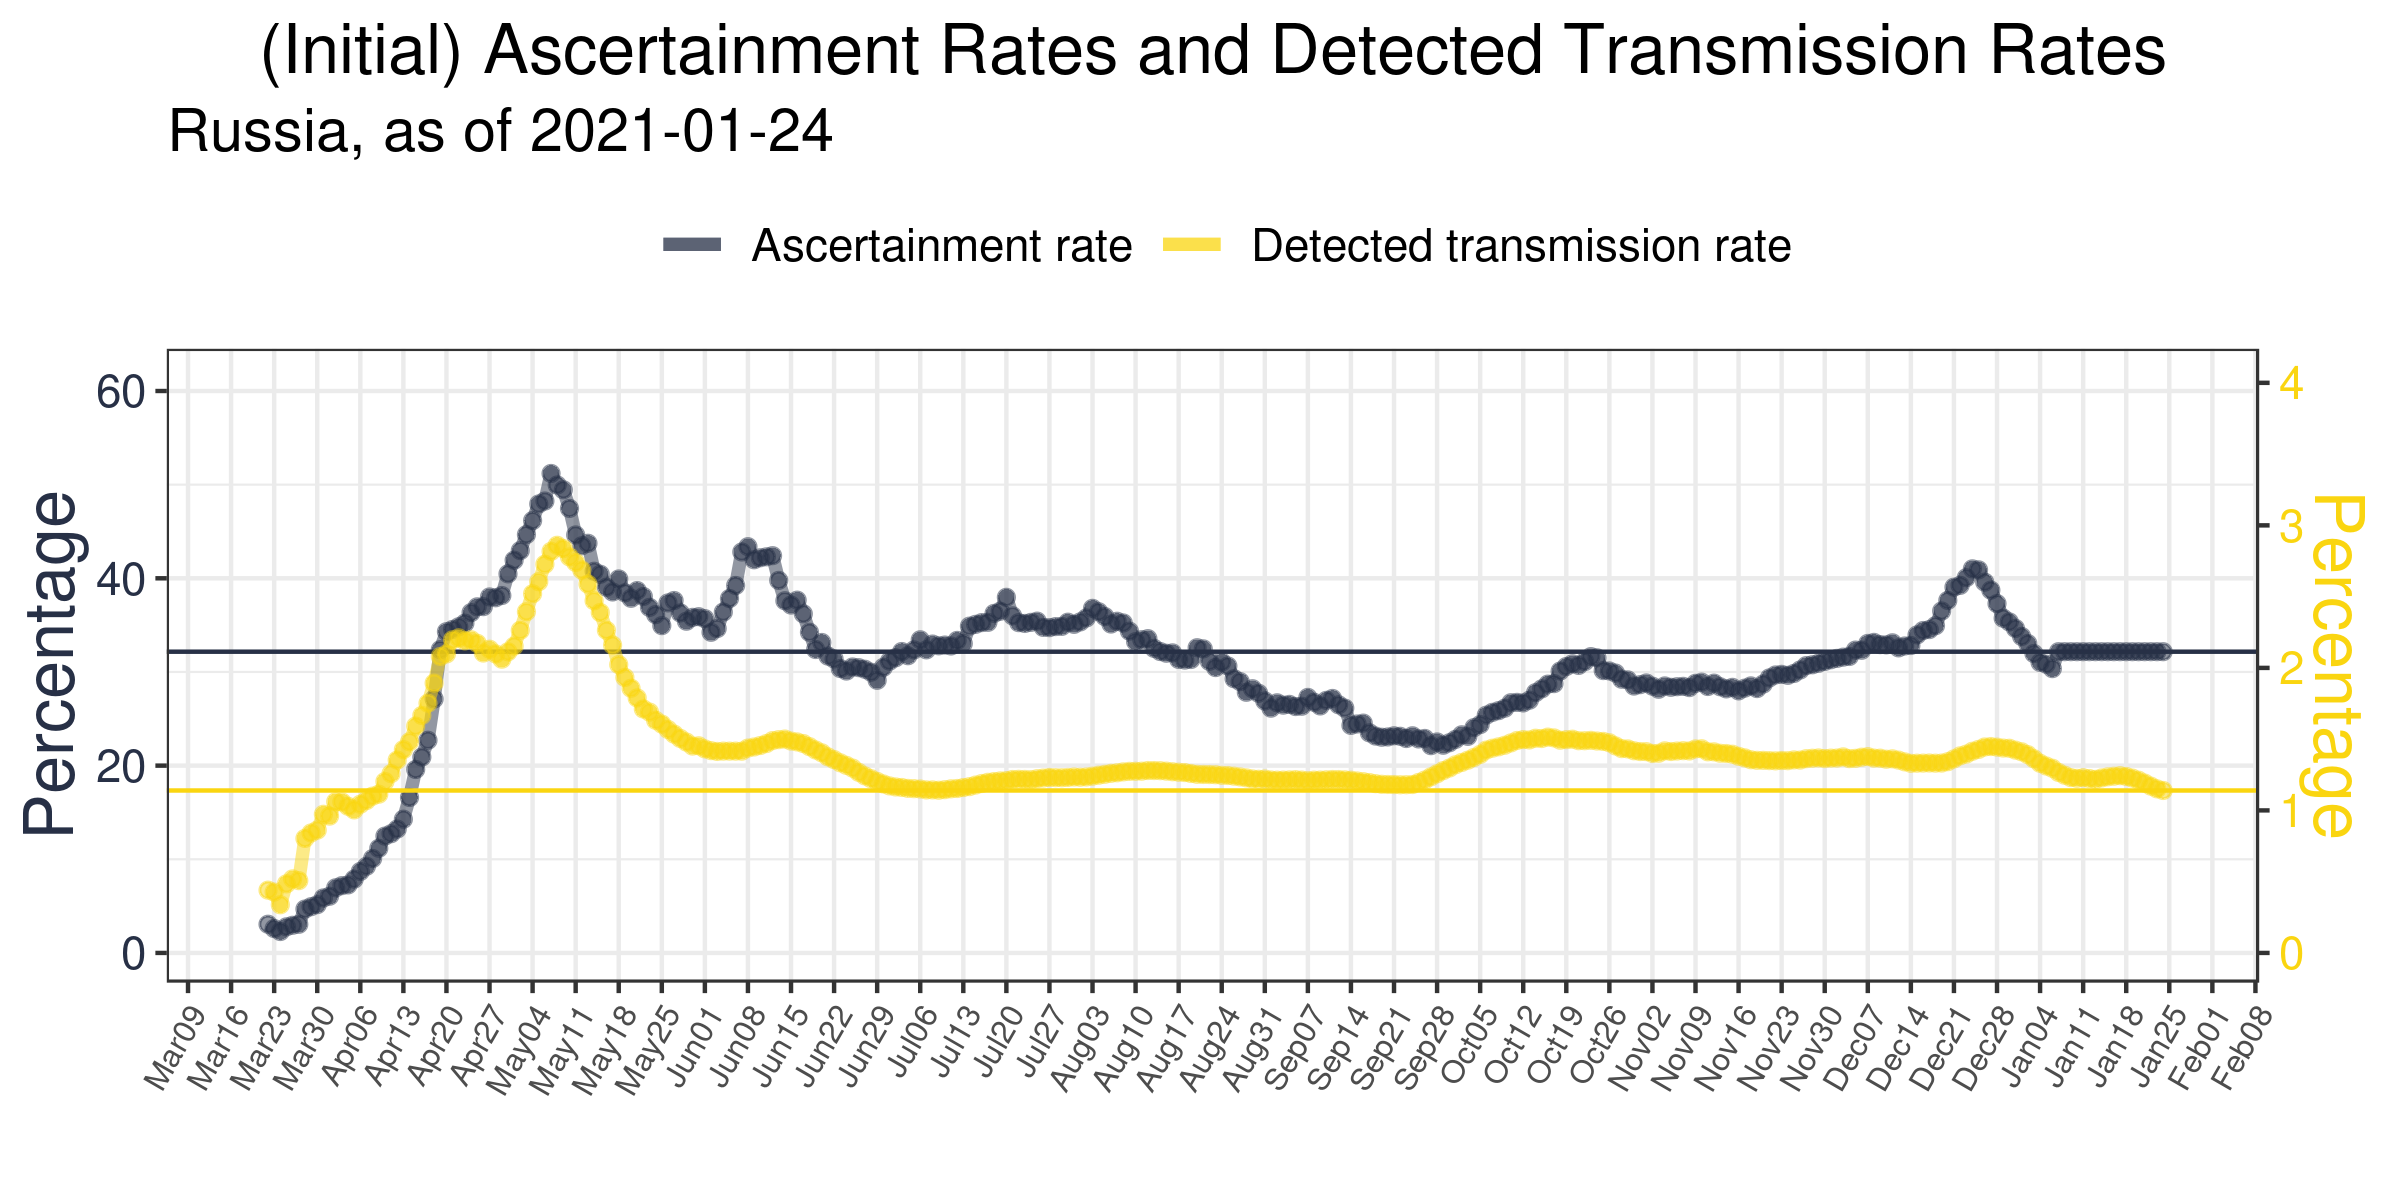 (Initial) Ascertainment Rates and Detected Transmission Rates
Russia, as of 2021-01-24
Ascertainment rate
Detected transmission rate
Percentage
60
40
20
0
4
3
2
1
0
Percentage
Mar09
Mar16
Mar23
Mar30
Apr06
Apr13
Apr20
Apr27
May04
May11
May18
May25
Jun01
Jun08
Jun15
Jun22
Jun29
Jul06
Jul13
Jul20
Jul27
Aug03
Aug10
Aug17
Aug24
Aug31
Sep07
Sep14
Sep21
Sep28
Oct05
Oct12
Oct19
Oct26
Nov02
Nov09
Nov16
Nov23
Nov30
Dec07
Dec14
Dec21
Dec28
Jan04
Jan11
Jan18
Jan25
Feb01
Feb08